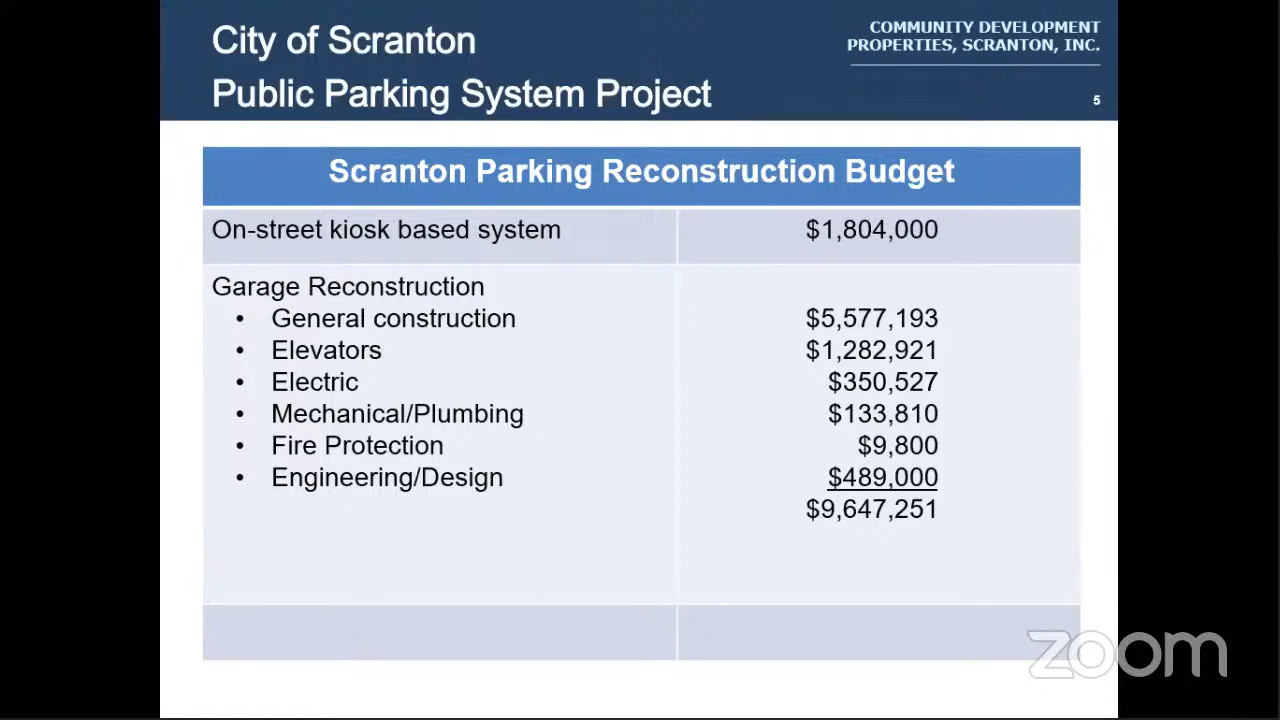 City of Scranton
Public Parking System Project
COMMUNITY DEVELOPMENT
PROPERTIES, SCRANTON, INC.
5
Scranton Parking Reconstruction Budget
On-street kiosk based system $1,804,000
Garage Reconstruction
• General construction $5,577,193
• Elevators $1,282,921
• Electric $350,527
• Mechanical/Plumbing $133,810
• Fire Protection $9,800
• Engineering/Design $489,000
$9,647,251
zoom